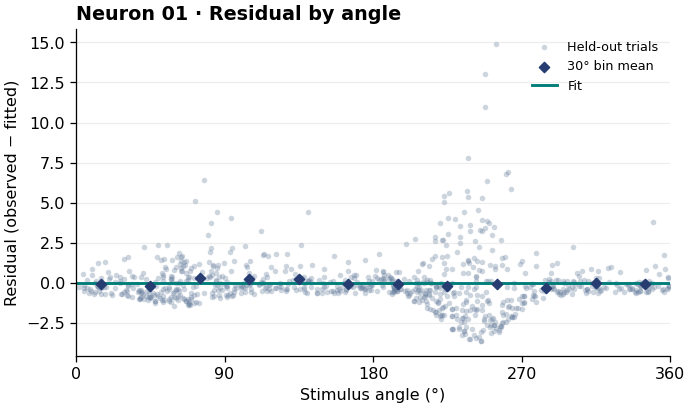 Neuron 01 · Residual by angle
Held-out trials
30° bin mean
Fit
Residual (observed − fitted)
15.0
12.5
10.0
7.5
5.0
2.5
0.0
−2.5
0
90
180
270
360
Stimulus angle (°)